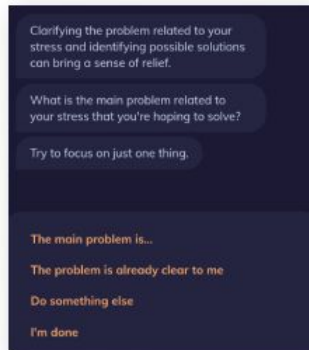 Clarifying the problem related to your
stress and identifying possible solutions
can bring a sense of relief.
What is the main problem related to
your stress that you're hoping to solve?
Try to focus on just one thing.
The main problem is...
The problem is already clear to me
Do something else
I'm done